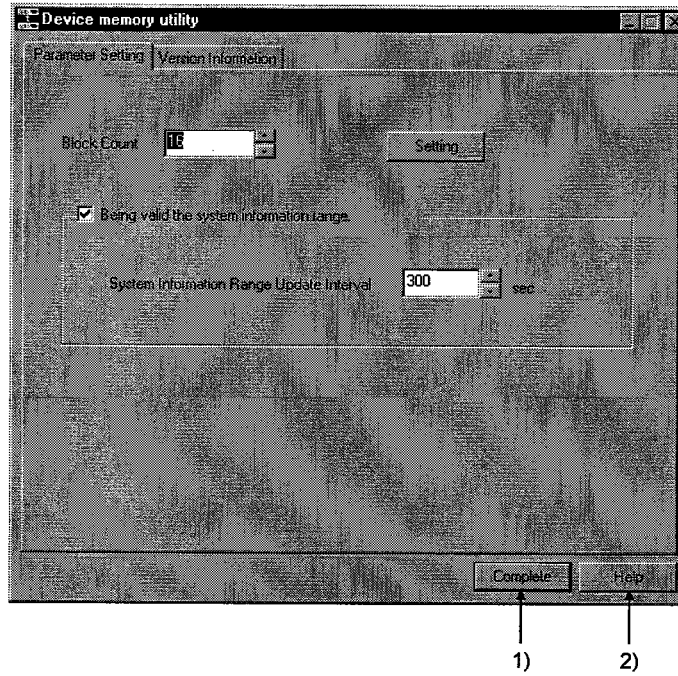 Device memory utility
Parameter Setting Version Information
Block Count 16 Setting
Being valid the system information range.
System Information Range Update Interval 300 sec
Complete Help
1) 2)